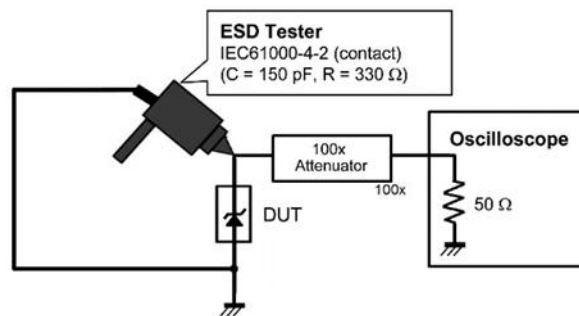 ESD Tester
IEC61000-4-2 (contact)
(C = 150 pF, R = 330 Ω)
100x
Attenuator
100x
Oscilloscope
50 Ω
DUT